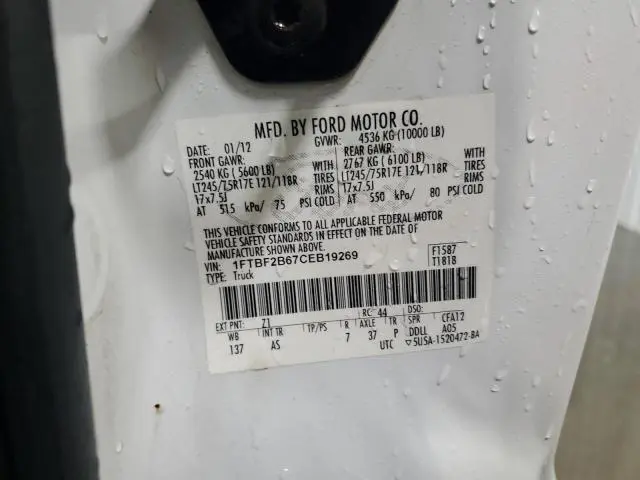 MFD. BY FORD MOTOR CO.
DATE: 01/12 GVWR: 4536 KG (10000 LB)
FRONT GAWR: REAR GAWR:
2540 KG ( 5600 LB) WITH 2767 KG ( 6100 LB) WITH
LT245/75R17E 121/118R TIRES LT245/75R17E 121/118R TIRES
17x7.5J RIMS 17x7.5J RIMS
AT 515 kPa/ 75 PSI COLD AT 550 kPa/ 80 PSI COLD
THIS VEHICLE CONFORMS TO ALL APPLICABLE FEDERAL MOTOR
VEHICLE SAFETY STANDARDS IN EFFECT ON THE DATE OF
MANUFACTURE SHOWN ABOVE.
VIN: 1FTBF2B67CEB19269 F1587
TYPE: Truck T1818
EXT PNT: Z1 RC: 44 DSO:
WB INT TR TP/PS R AXLE TR SPR CFA12
137 AS 7 37 P DDLL A05
UTC ▽5U5A-1520472-BA